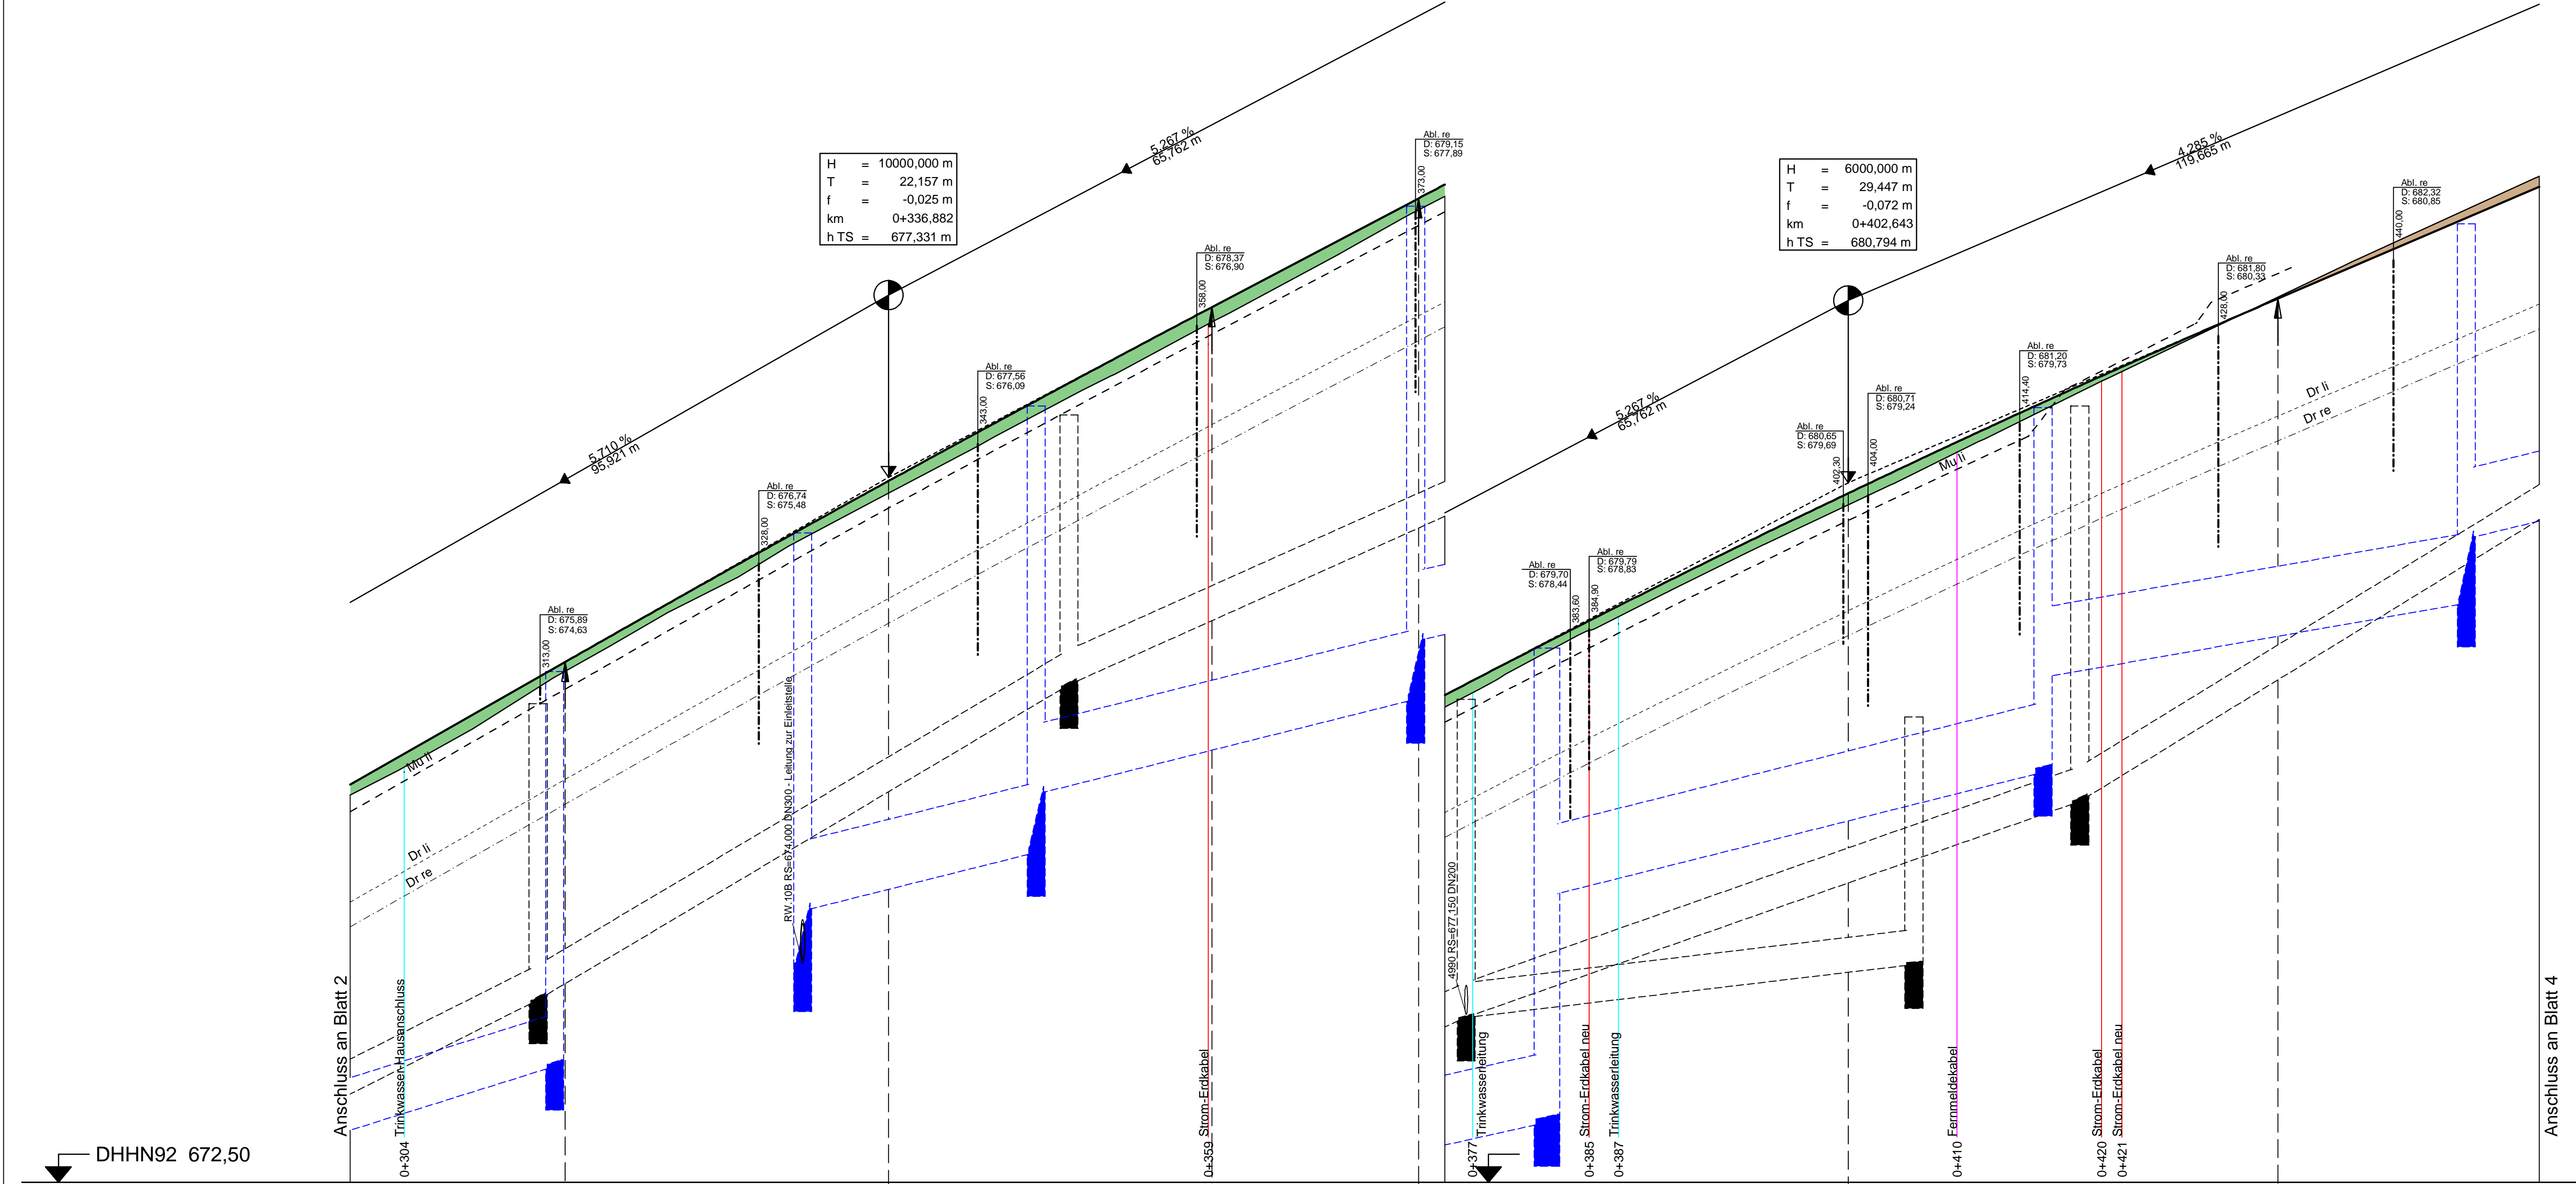 5,267 %
65,762 m
4,285 %
119,665 m
H = 10000,000 m
T = 22,157 m
f = -0,025 m
km 0+336,882
h TS = 677,331 m
H = 6000,000 m
T = 29,447 m
f = -0,072 m
km 0+402,643
h TS = 680,794 m
5,710 %
95,921 m
5,267 %
65,762 m
Abl. re
D: 675,89
S: 674,63
313,00
Abl. re
D: 676,74
S: 675,48
328,00
Abl. re
D: 677,56
S: 676,09
343,00
Abl. re
D: 678,37
S: 676,90
358,00
Abl. re
D: 679,15
S: 677,89
373,00
Abl. re
D: 679,70
S: 678,44
383,60
Abl. re
D: 679,79
S: 678,83
384,90
Abl. re
D: 680,65
S: 679,69
402,30
Abl. re
D: 680,71
S: 679,24
404,00
Abl. re
D: 681,20
S: 679,73
414,40
Abl. re
D: 681,80
S: 680,33
428,00
Abl. re
D: 682,32
S: 680,85
440,00
Mu li
Dr li
Dr re
Mu li
Dr li
Dr re
RW 10B RS=674,000 DN300 - Leitung zur Einleitstelle
4990 RS=677,150 DN200
Anschluss an Blatt 2
0+304 Trinkwasser-Hausanschluss
0+359 Strom-Erdkabel
0+377 Trinkwasserleitung
0+385 Strom-Erdkabel neu
0+387 Trinkwasserleitung
0+410 Fernmeldekabel
0+420 Strom-Erdkabel
0+421 Strom-Erdkabel neu
Anschluss an Blatt 4
DHHN92 672,50